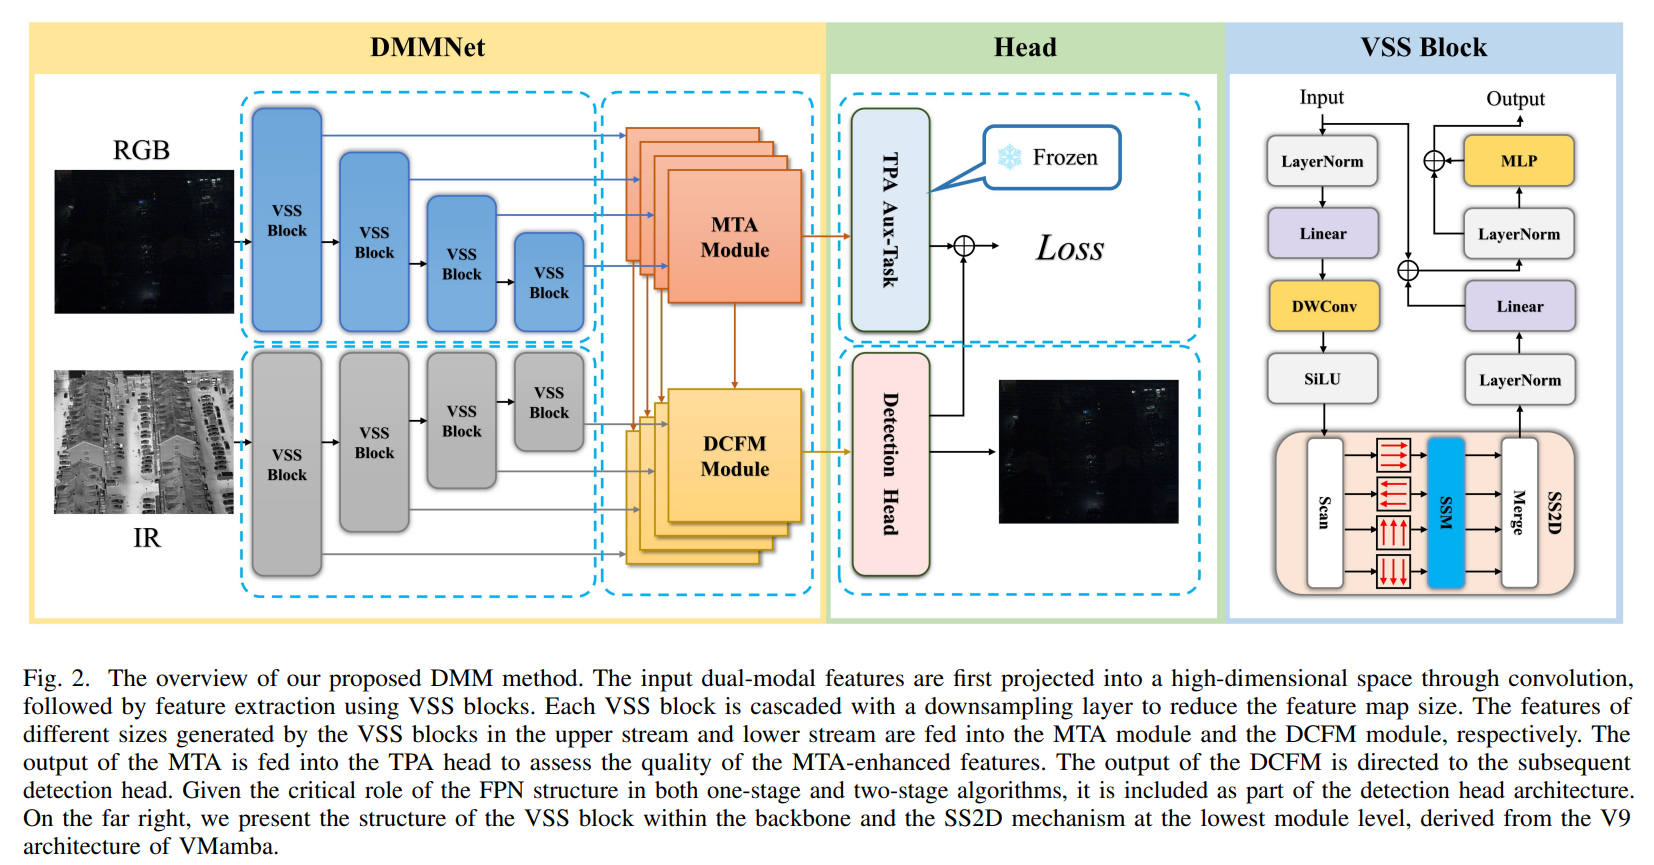 DMMNet
Head
VSS Block
RGB
IR
VSS
Block
VSS
Block
VSS
Block
VSS
Block
VSS
Block
VSS
Block
VSS
Block
VSS
Block
MTA
Module
DCFM
Module
TPA Aux-Task
Frozen
Loss
Detection Head
Input
Output
LayerNorm
MLP
Linear
LayerNorm
DWConv
Linear
SiLU
LayerNorm
Scan
SSM
Merge
SS2D
Fig. 2. The overview of our proposed DMM method. The input dual-modal features are first projected into a high-dimensional space through convolution,
followed by feature extraction using VSS blocks. Each VSS block is cascaded with a downsampling layer to reduce the feature map size. The features of
different sizes generated by the VSS blocks in the upper stream and lower stream are fed into the MTA module and the DCFM module, respectively. The
output of the MTA is fed into the TPA head to assess the quality of the MTA-enhanced features. The output of the DCFM is directed to the subsequent
detection head. Given the critical role of the FPN structure in both one-stage and two-stage algorithms, it is included as part of the detection head architecture.
On the far right, we present the structure of the VSS block within the backbone and the SS2D mechanism at the lowest module level, derived from the V9
architecture of VMamba.